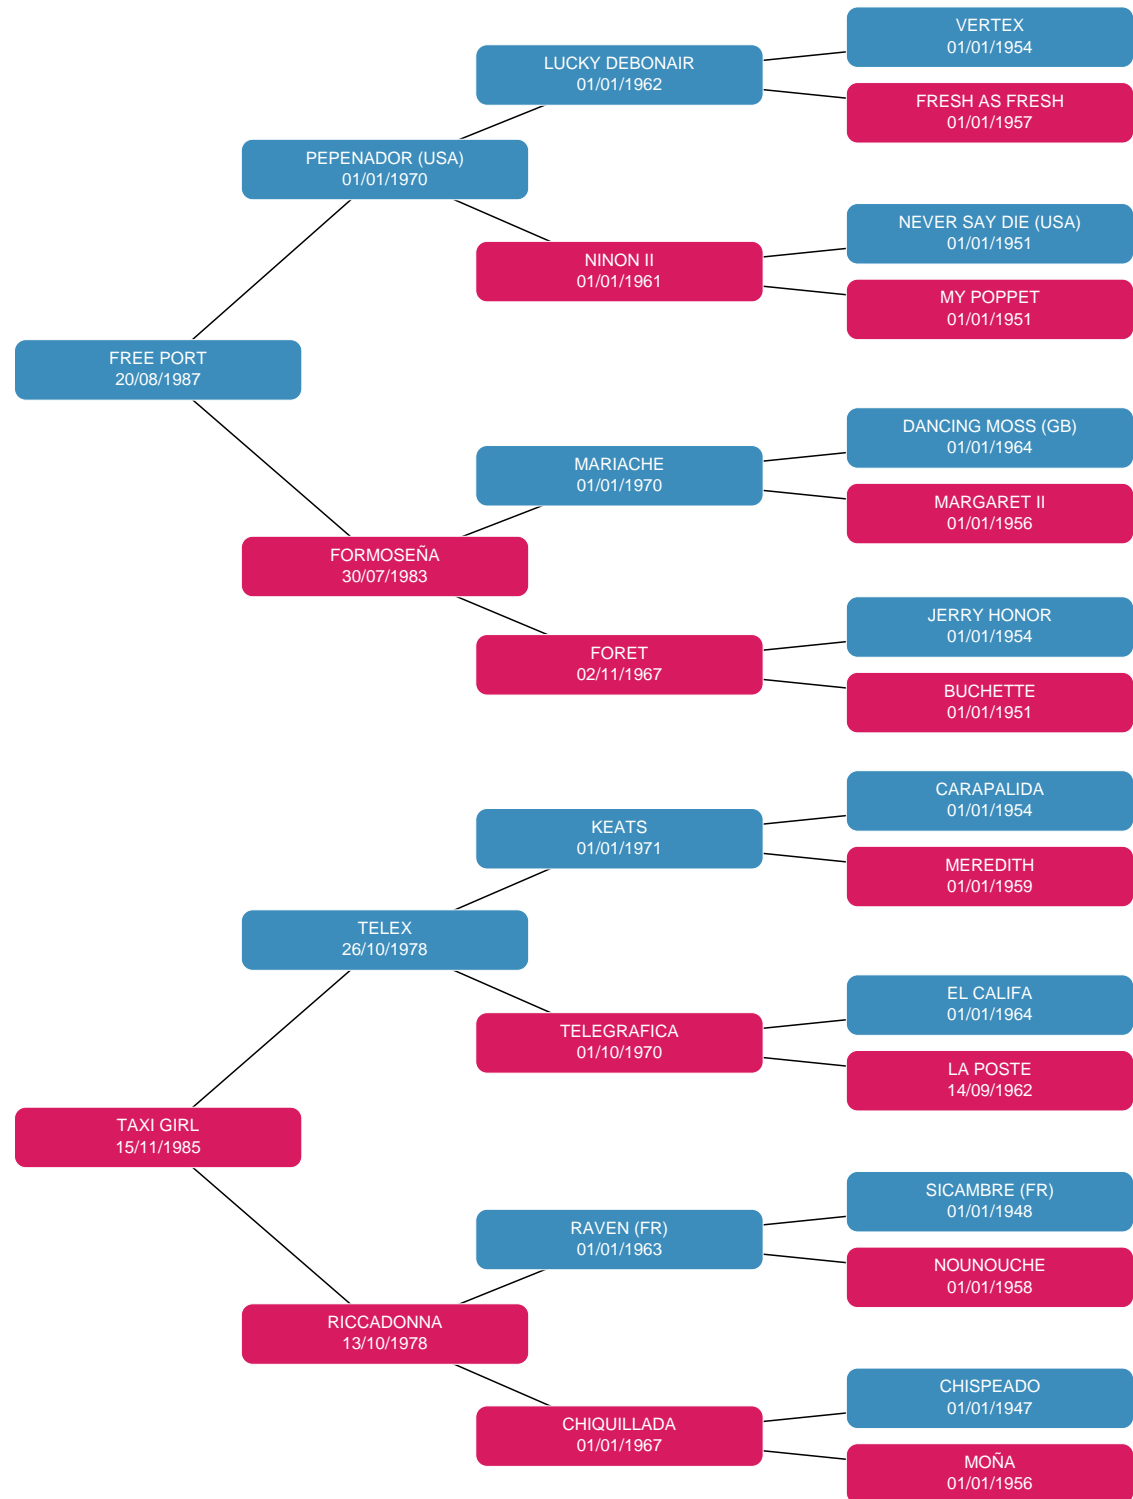 VERTEX
01/01/1954
LUCKY DEBONAIR
01/01/1962
FRESH AS FRESH
01/01/1957
PEPENADOR (USA)
01/01/1970
NEVER SAY DIE (USA)
01/01/1951
NINON II
01/01/1961
MY POPPET
01/01/1951
FREE PORT
20/08/1987
DANCING MOSS (GB)
01/01/1964
MARIACHE
01/01/1970
MARGARET II
01/01/1956
FORMOSEÑA
30/07/1983
JERRY HONOR
01/01/1954
FORET
02/11/1967
BUCHETTE
01/01/1951
CARAPALIDA
01/01/1954
KEATS
01/01/1971
MEREDITH
01/01/1959
TELEX
26/10/1978
EL CALIFA
01/01/1964
TELEGRAFICA
01/10/1970
LA POSTE
14/09/1962
TAXI GIRL
15/11/1985
SICAMBRE (FR)
01/01/1948
RAVEN (FR)
01/01/1963
NOUNOUCHE
01/01/1958
RICCADONNA
13/10/1978
CHISPEADO
01/01/1947
CHIQUILLADA
01/01/1967
MOÑA
01/01/1956